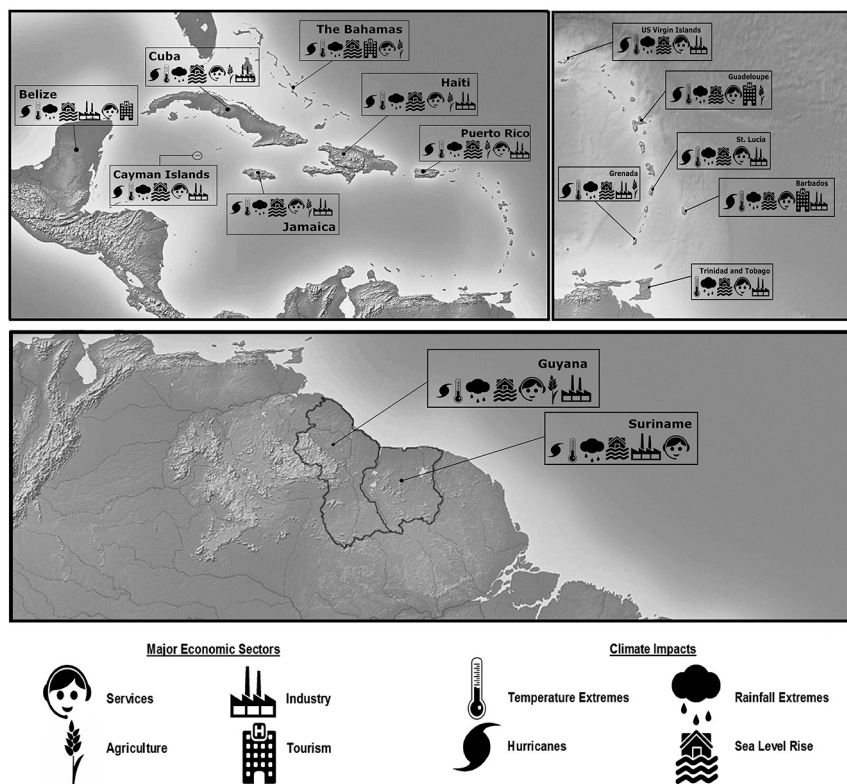 The Bahamas
Cuba
Haiti
Belize
Puerto Rico
Cayman Islands
Jamaica
US Virgin Islands
Guadeloupe
St. Lucia
Grenada
Barbados
Trinidad and Tobago
Guyana
Suriname
Major Economic Sectors
Climate Impacts
Services
Industry
Temperature Extremes
Rainfall Extremes
H
Agriculture
Tourism
Hurricanes
Sea Level Rise